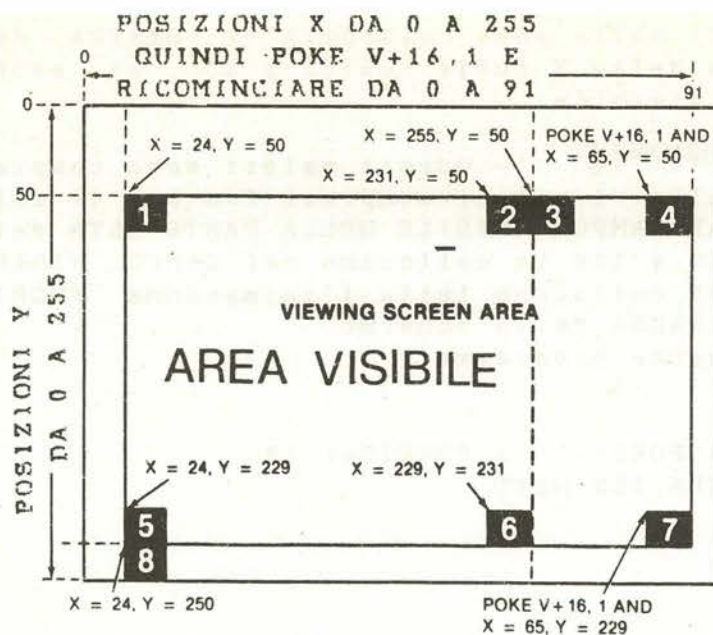 POSIZIONI X DA 0 A 255
0
QUINDI POKE V+16,1 E
RICOMINCIARE DA 0 A 91
91
0
X = 24, Y = 50
X = 255, Y = 50
POKE V+16, 1 AND
X = 65, Y = 50
X = 231, Y = 50
50
1
2
3
4
POSIZIONI Y
DA 0 A 255
VIEWING SCREEN AREA
AREA VISIBILE
X = 24, Y = 229
X = 229, Y = 231
5
6
7
8
X = 24, Y = 250
POKE V+16, 1 AND
X = 65, Y = 229